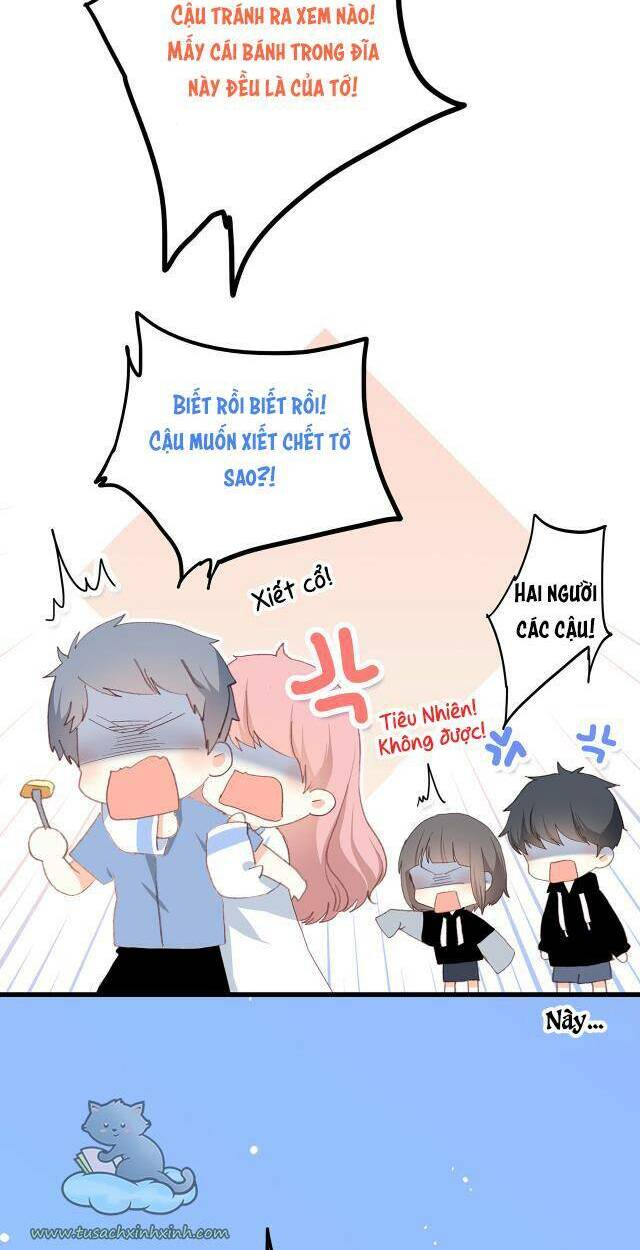 CẬU TRÁNH RA XEM NÀO!
MẤY CÁI BÁNH TRONG ĐĨA
NÀY ĐỀU LÀ CỦA TỚ!
BIẾT RỒI BIẾT RỒI!
CẬU MUỐN XIẾT CHẾT TỚ
SAO?!
Xiết cổ!
HAI NGƯỜI
CÁC CẬU!
Tiêu Nhiên!
Không được!
Này...
www.tusachxinhxinh.com